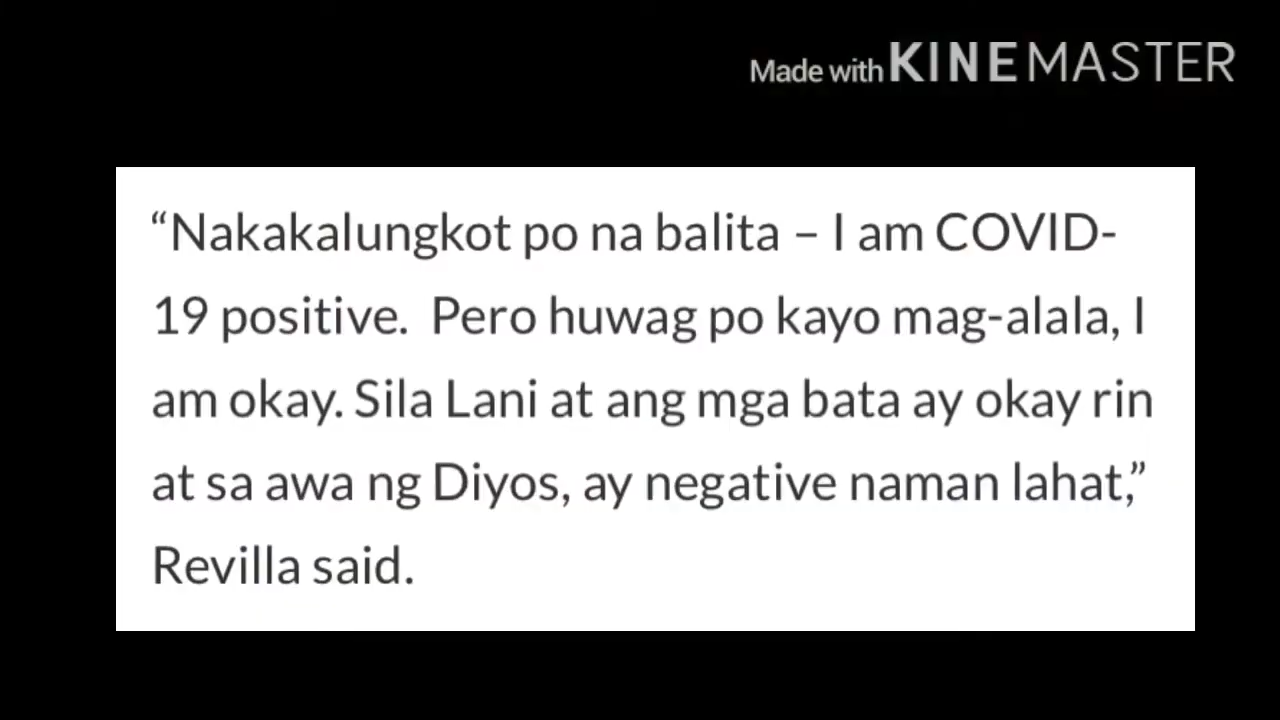 Made with KINEMASTER
“Nakakalungkot po na balita – I am COVID-
19 positive.  Pero huwag po kayo mag-alala, I
am okay. Sila Lani at ang mga bata ay okay rin
at sa awa ng Diyos, ay negative naman lahat,”
Revilla said.